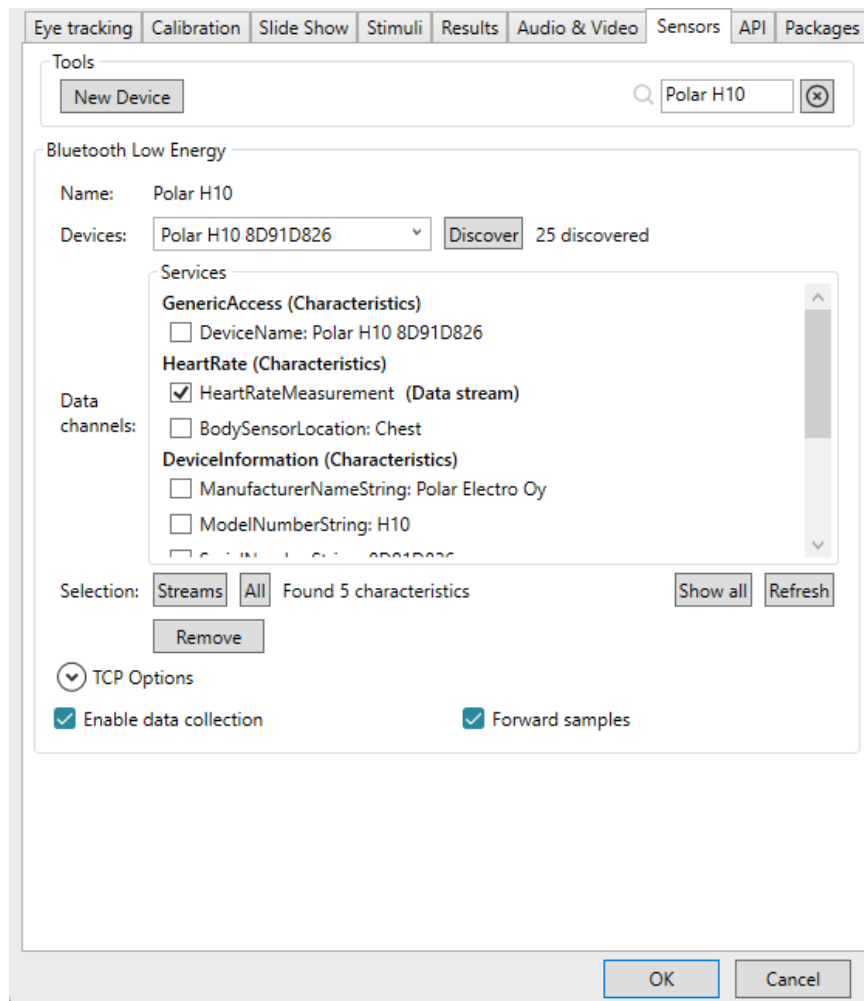 Eye tracking Calibration Slide Show Stimuli Results Audio & Video Sensors API Packages
Tools
New Device Polar H10
Bluetooth Low Energy
Name: Polar H10
Devices: Polar H10 8D91D826 Discover 25 discovered
Services
GenericAccess (Characteristics)
DeviceName: Polar H10 8D91D826
HeartRate (Characteristics)
HeartRateMeasurement (Data stream)
Data channels:
BodySensorLocation: Chest
DeviceInformation (Characteristics)
ManufacturerNameString: Polar Electro Oy
ModelNumberString: H10
Selection: Streams All Found 5 characteristics Show all Refresh
Remove
TCP Options
Enable data collection Forward samples
OK Cancel